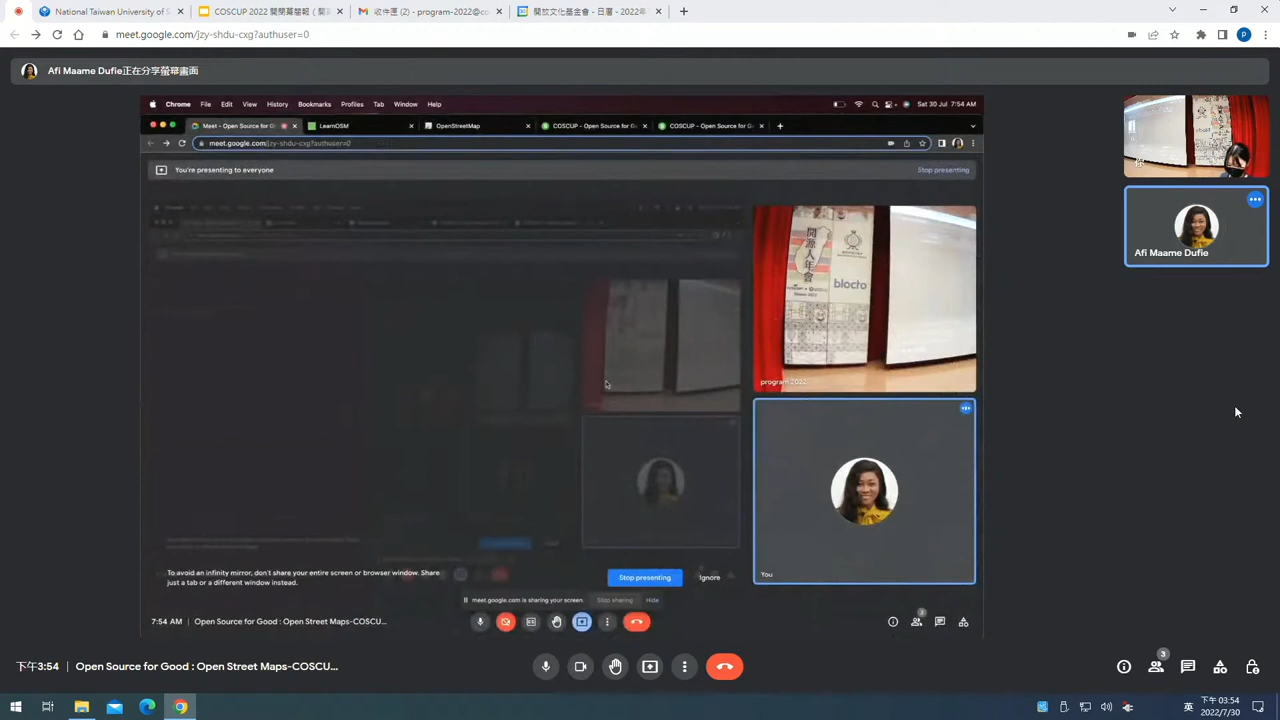 National Taiwan University of S
COSCUP 2022 開閉幕簡報 ( 開幕
收件匣 (2) - program-2022@co
開放文化基金會 - 日曆 - 2022年
meet.google.com/jzy-shdu-cxg?authuser=0
Afi Maame Dufie正在分享螢幕畫面
Chrome File Edit View History Bookmarks Profiles Tab Window Help
Sat 30 Jul 7:54 AM
Meet - Open Source for G
LearnOSM
OpenStreetMap
COSCUP - Open Source for G
COSCUP - Open Source for G
meet.google.com/jzy-shdu-cxg?authuser=0
You're presenting to everyone
Stop presenting
開源人年會
blocto
program 2022
Afi Maame Dufie
You
To avoid an infinity mirror, don't share your entire screen or browser window. Share
just a tab or a different window instead.
Stop presenting
Ignore
meet.google.com is sharing your screen.
Stop sharing
Hide
7:54 AM
Open Source for Good : Open Street Maps-COSCU...
3
下午3:54
Open Source for Good : Open Street Maps-COSCU...
3
英
下午 03:54
2022/7/30